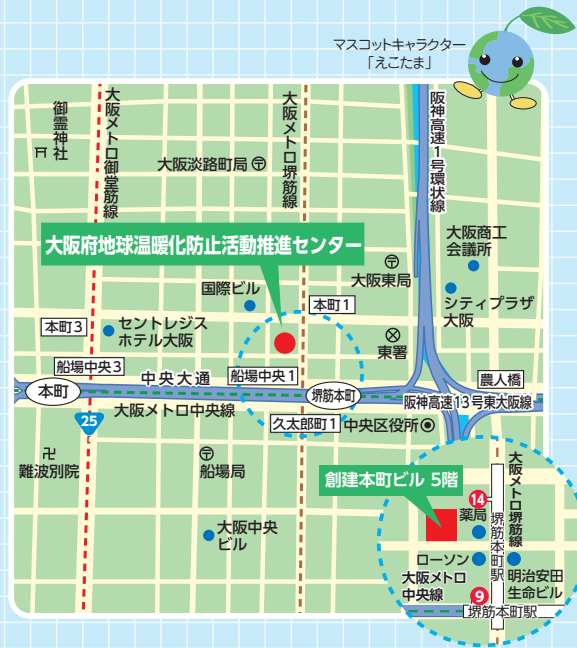 マスコットキャラクター
「えこたま」
御霊神社
大阪メトロ御堂筋線
大阪メトロ堺筋線
阪神高速1号環状線
大阪淡路町局
大阪府地球温暖化防止活動推進センター
大阪商工
会議所
大阪東局
国際ビル
本町1
シティプラザ
大阪
本町3
セントレジス
ホテル大阪
東署
船場中央3
中央大通
船場中央1
農人橋
本町
堺筋本町
阪神高速13号東大阪線
大阪メトロ中央線
25
久太郎町1
中央区役所
難波別院
船場局
創建本町ビル 5階
大阪メトロ堺筋線
14
薬局
堺筋本町駅
大阪中央
ビル
ローソン
大阪メトロ
中央線
明治安田
生命ビル
9
堺筋本町駅